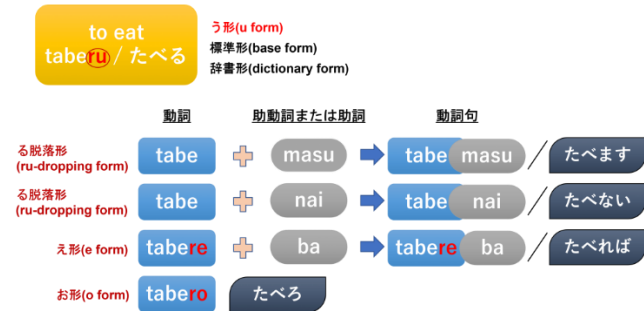 to eat
taberu / たべる
う形(u form)
標準形(base form)
辞書形(dictionary form)
動詞 助動詞または助詞 動詞句
る脱落形
(ru-dropping form) tabe + masu tabe masu / たべます
る脱落形
(ru-dropping form) tabe + nai tabe nai / たべない
え形(e form) tabere + ba tabere ba / たべれば
お形(o form) tabero たべろ